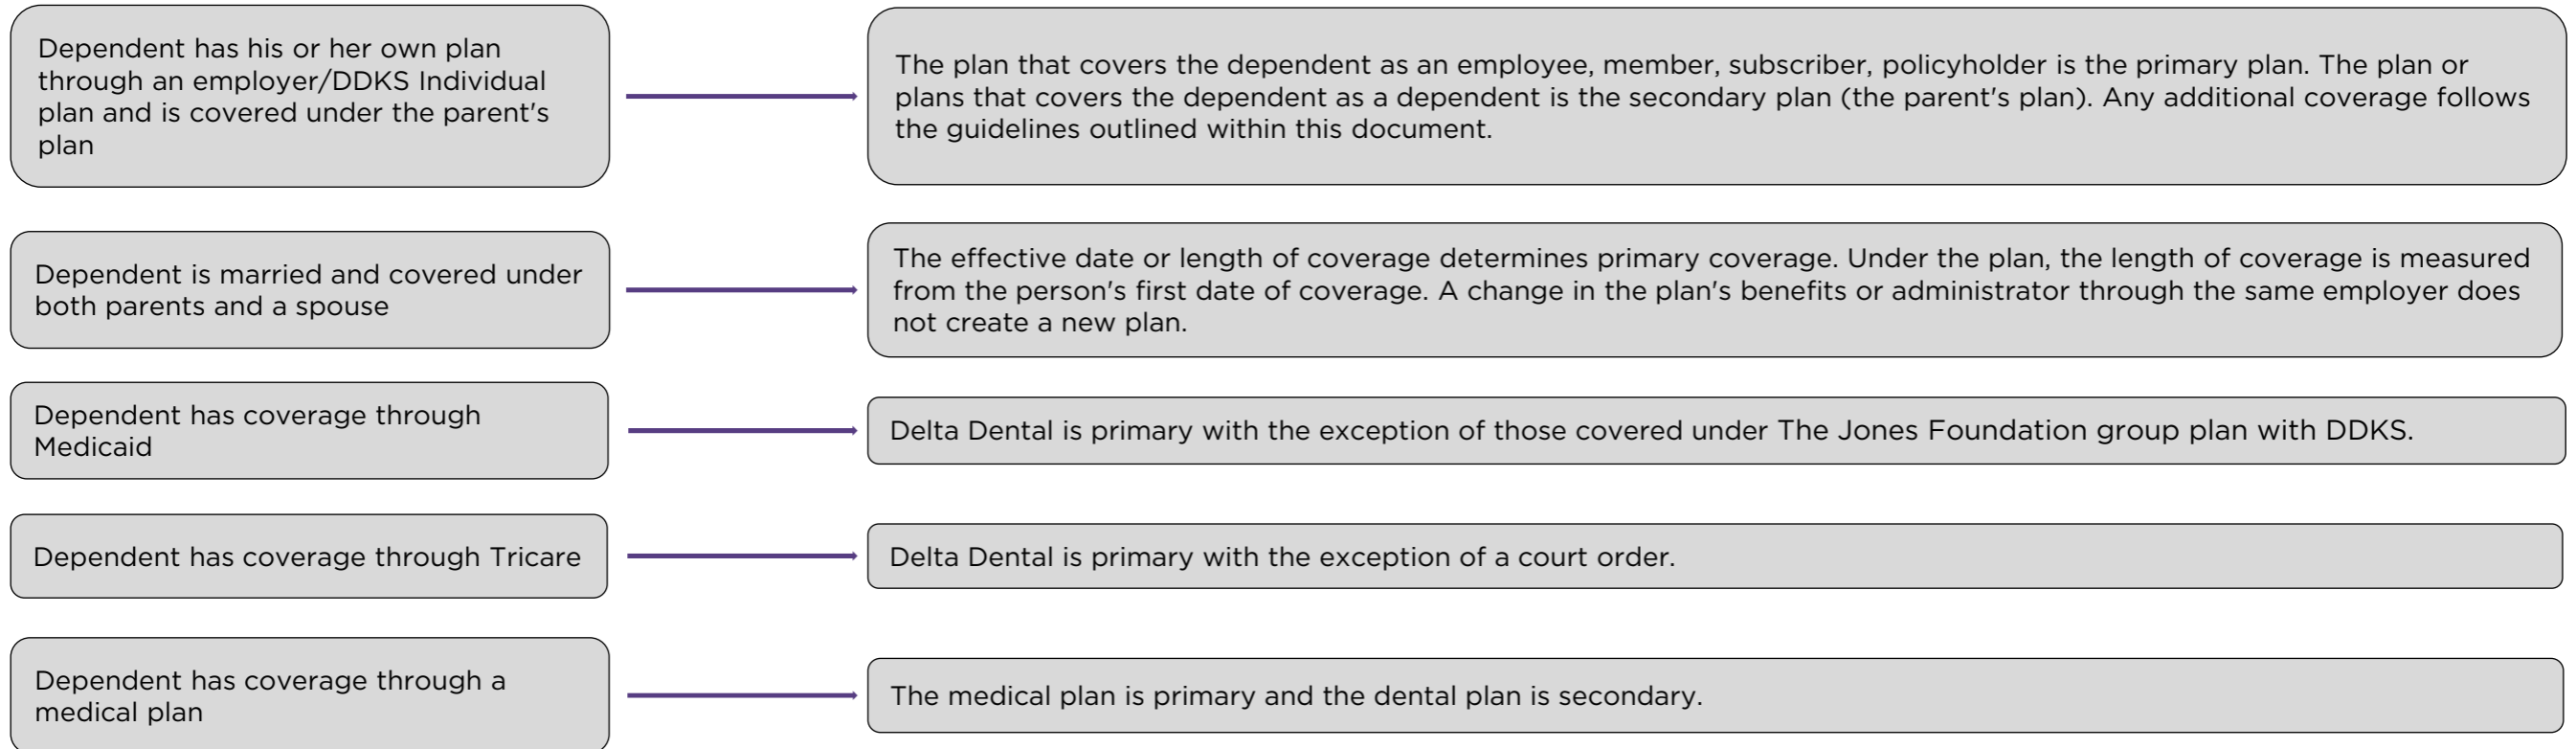 Dependent has his or her own plan
through an employer/DDKS Individual
plan and is covered under the parent's
plan
The plan that covers the dependent as an employee, member, subscriber, policyholder is the primary plan. The plan or
plans that covers the dependent as a dependent is the secondary plan (the parent's plan). Any additional coverage follows
the guidelines outlined within this document.
Dependent is married and covered under
both parents and a spouse
The effective date or length of coverage determines primary coverage. Under the plan, the length of coverage is measured
from the person's first date of coverage. A change in the plan's benefits or administrator through the same employer does
not create a new plan.
Dependent has coverage through
Medicaid
Delta Dental is primary with the exception of those covered under The Jones Foundation group plan with DDKS.
Dependent has coverage through Tricare
Delta Dental is primary with the exception of a court order.
Dependent has coverage through a
medical plan
The medical plan is primary and the dental plan is secondary.